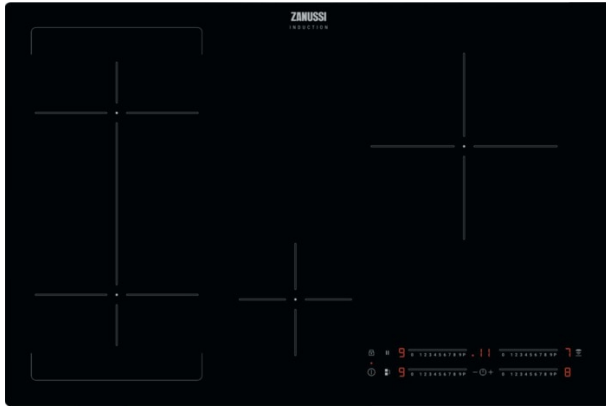 ZANUSSI
INDUCTION
9 0 1 2 3 4 5 6 7 8 9 P .11 0 1 2 3 4 5 6 7 8 9 P 7
9 0 1 2 3 4 5 6 7 8 9 P - + 0 1 2 3 4 5 6 7 8 9 P 8